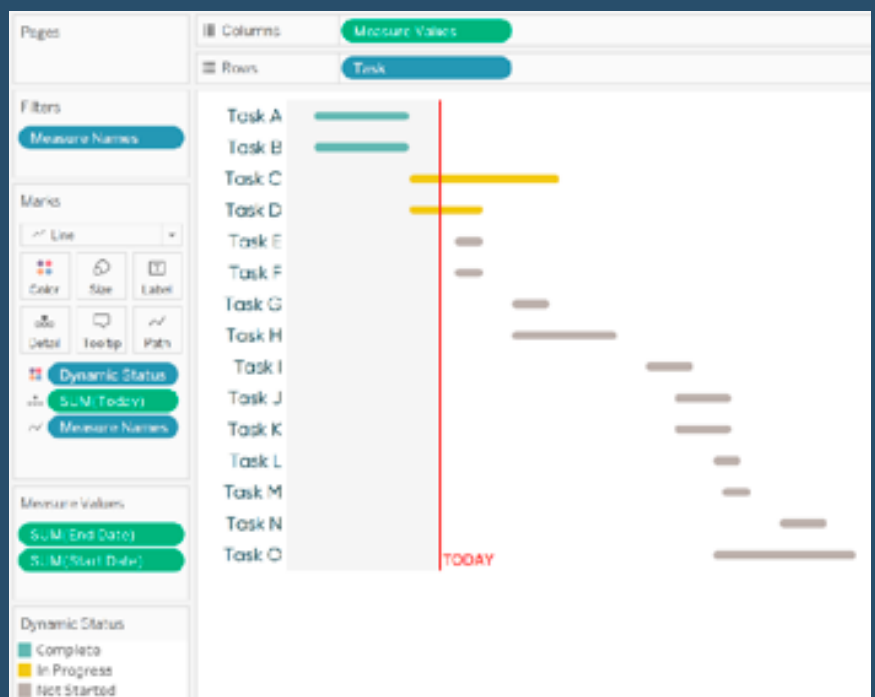 Pages
Columns
Measure Values
Rows
Task
Filters
Measure Names
Marks
Line
Color
Size
Label
Detail
Tooltip
Path
Dynamic Status
SUM(Today)
Measure Names
Measure Values
SUM(End Date)
SUM(Start Date)
Dynamic Status
Complete
In Progress
Not Started
Task A
Task B
Task C
Task D
Task E
Task F
Task G
Task H
Task I
Task J
Task K
Task L
Task M
Task N
Task O
TODAY